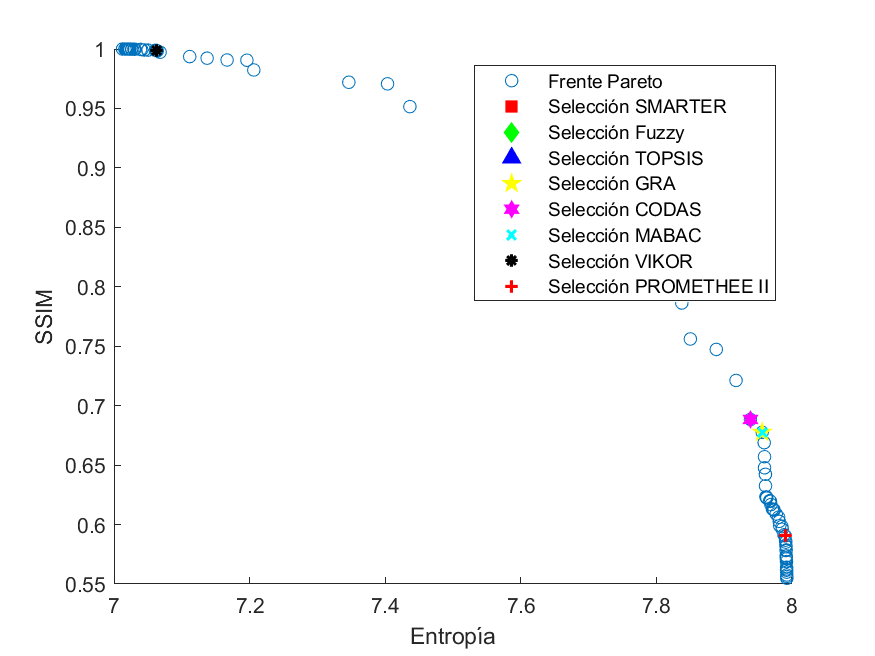 1
0.95
0.9
0.85
0.8
0.75
0.7
0.65
0.6
0.55
SSIM
7
7.2
7.4
7.6
7.8
8
Entropía
Frente Pareto
Selección SMARTER
Selección Fuzzy
Selección TOPSIS
Selección GRA
Selección CODAS
Selección MABAC
Selección VIKOR
Selección PROMETHEE II